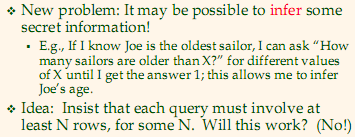 ❖ New problem: It may be possible to infer some
secret information!
▪ E.g., If I know Joe is the oldest sailor, I can ask “How
many sailors are older than X?” for different values
of X until I get the answer 1; this allows me to infer
Joe’s age.
❖ Idea: Insist that each query must involve at
least N rows, for some N. Will this work? (No!)